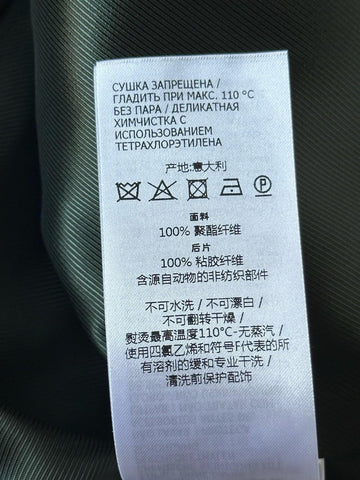 СУШКА ЗАПРЕЩЕНА /
ГЛАДИТЬ ПРИ МАКС. 110 °C
БЕЗ ПАРА / ДЕЛИКАТНАЯ
ХИМЧИСТКА С
ИСПОЛЬЗОВАНИЕМ
ТЕТРАХЛОРЭТИЛЕНА
产地:意大利
P
面料
100% 聚酯纤维
后片
100% 粘胶纤维
含源自动物的非纺织部件
不可水洗 / 不可漂白 /
不可翻转干燥 /
熨烫最高温度110°C-无蒸汽 /
使用四氯乙烯和符号F代表的所
有溶剂的缓和专业干洗 /
清洗前保护配饰